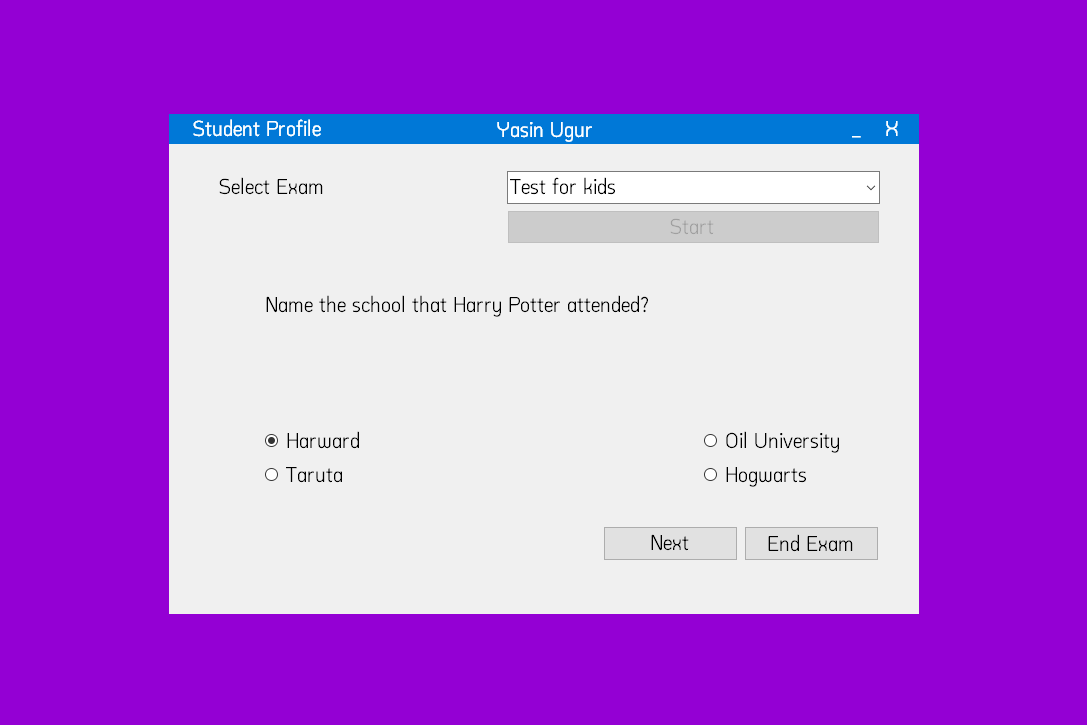 Student Profile Yasin Ugur _ X
Select Exam Test for kids
Start
Name the school that Harry Potter attended?
Harward Oil University
Taruta Hogwarts
Next End Exam